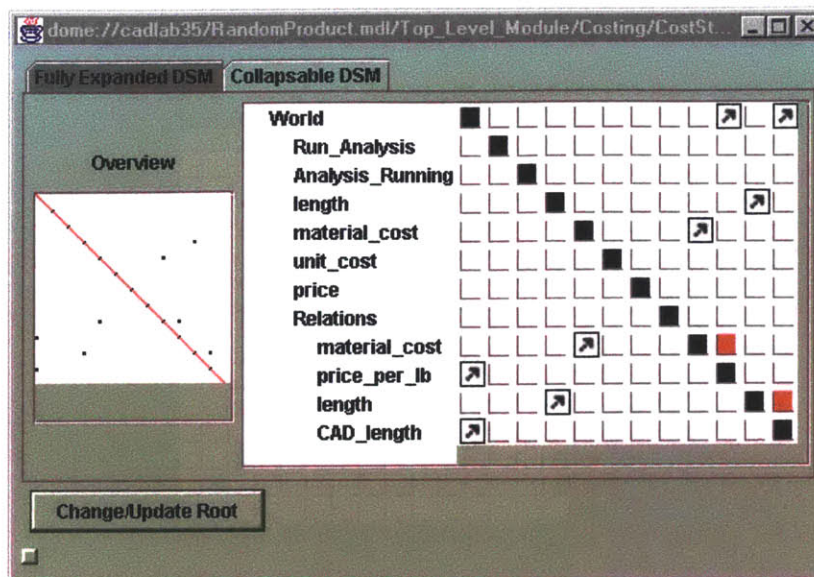 dome://cadlab35/RandomProduct.mdl/Top_Level_Module/Costing/CostSt...
Fully Expanded DSM
Collapsable DSM
Overview
World
Run_Analysis
Analysis_Running
length
material_cost
unit_cost
price
Relations
material_cost
price_per_lb
length
CAD_length
Change/Update Root